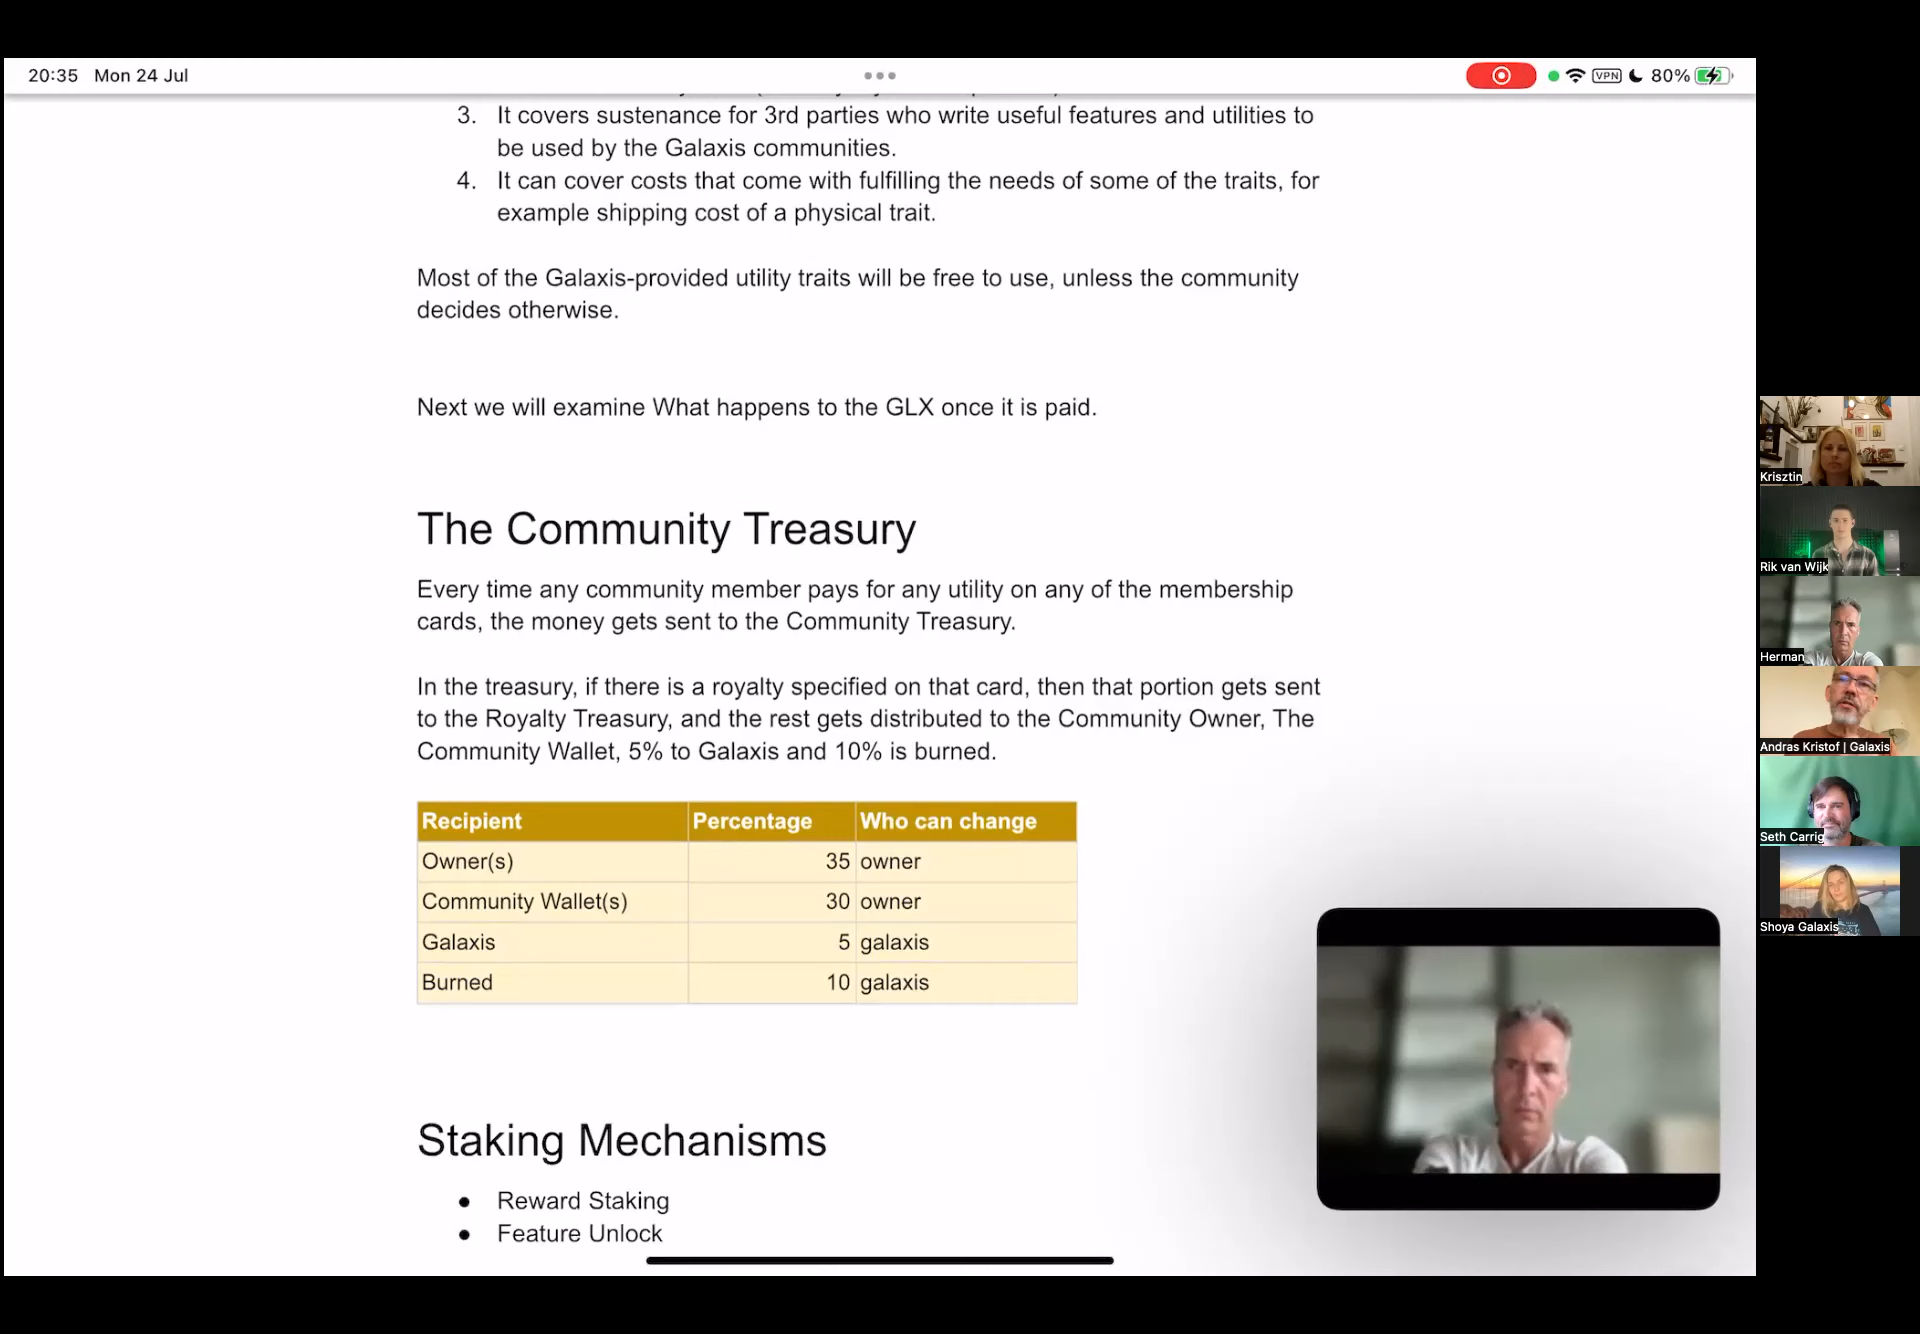 20:35 Mon 24 Jul
VPN 80%
3. It covers sustenance for 3rd parties who write useful features and utilities to
be used by the Galaxis communities.
4. It can cover costs that come with fulfilling the needs of some of the traits, for
example shipping cost of a physical trait.
Most of the Galaxis-provided utility traits will be free to use, unless the community
decides otherwise.
Next we will examine What happens to the GLX once it is paid.
The Community Treasury
Every time any community member pays for any utility on any of the membership
cards, the money gets sent to the Community Treasury.
In the treasury, if there is a royalty specified on that card, then that portion gets sent
to the Royalty Treasury, and the rest gets distributed to the Community Owner, The
Community Wallet, 5% to Galaxis and 10% is burned.
Recipient Percentage Who can change
Owner(s) 35 owner
Community Wallet(s) 30 owner
Galaxis 5 galaxis
Burned 10 galaxis
Staking Mechanisms
• Reward Staking
• Feature Unlock
Krisztin
Rik van Wijk
Herman
Andras Kristof | Galaxis
Seth Carrig
Shoya Galaxis